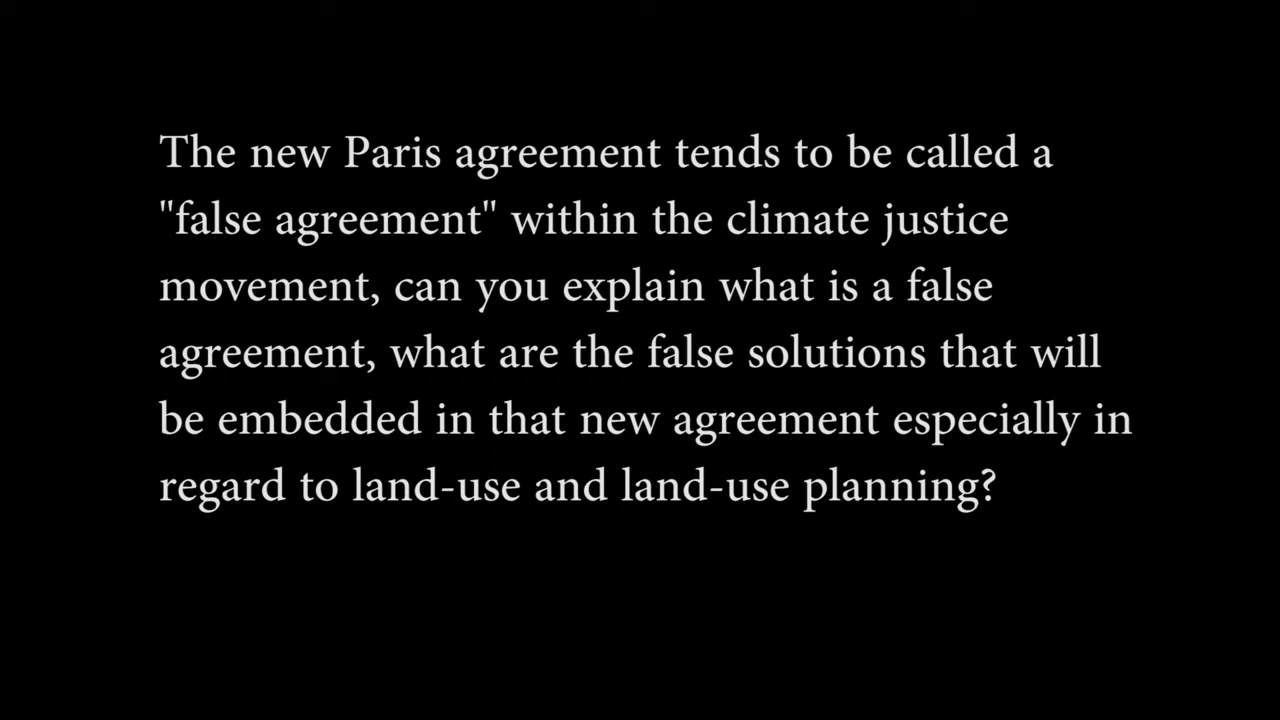 The new Paris agreement tends to be called a
"false agreement" within the climate justice
movement, can you explain what is a false
agreement, what are the false solutions that will
be embedded in that new agreement especially in
regard to land-use and land-use planning?